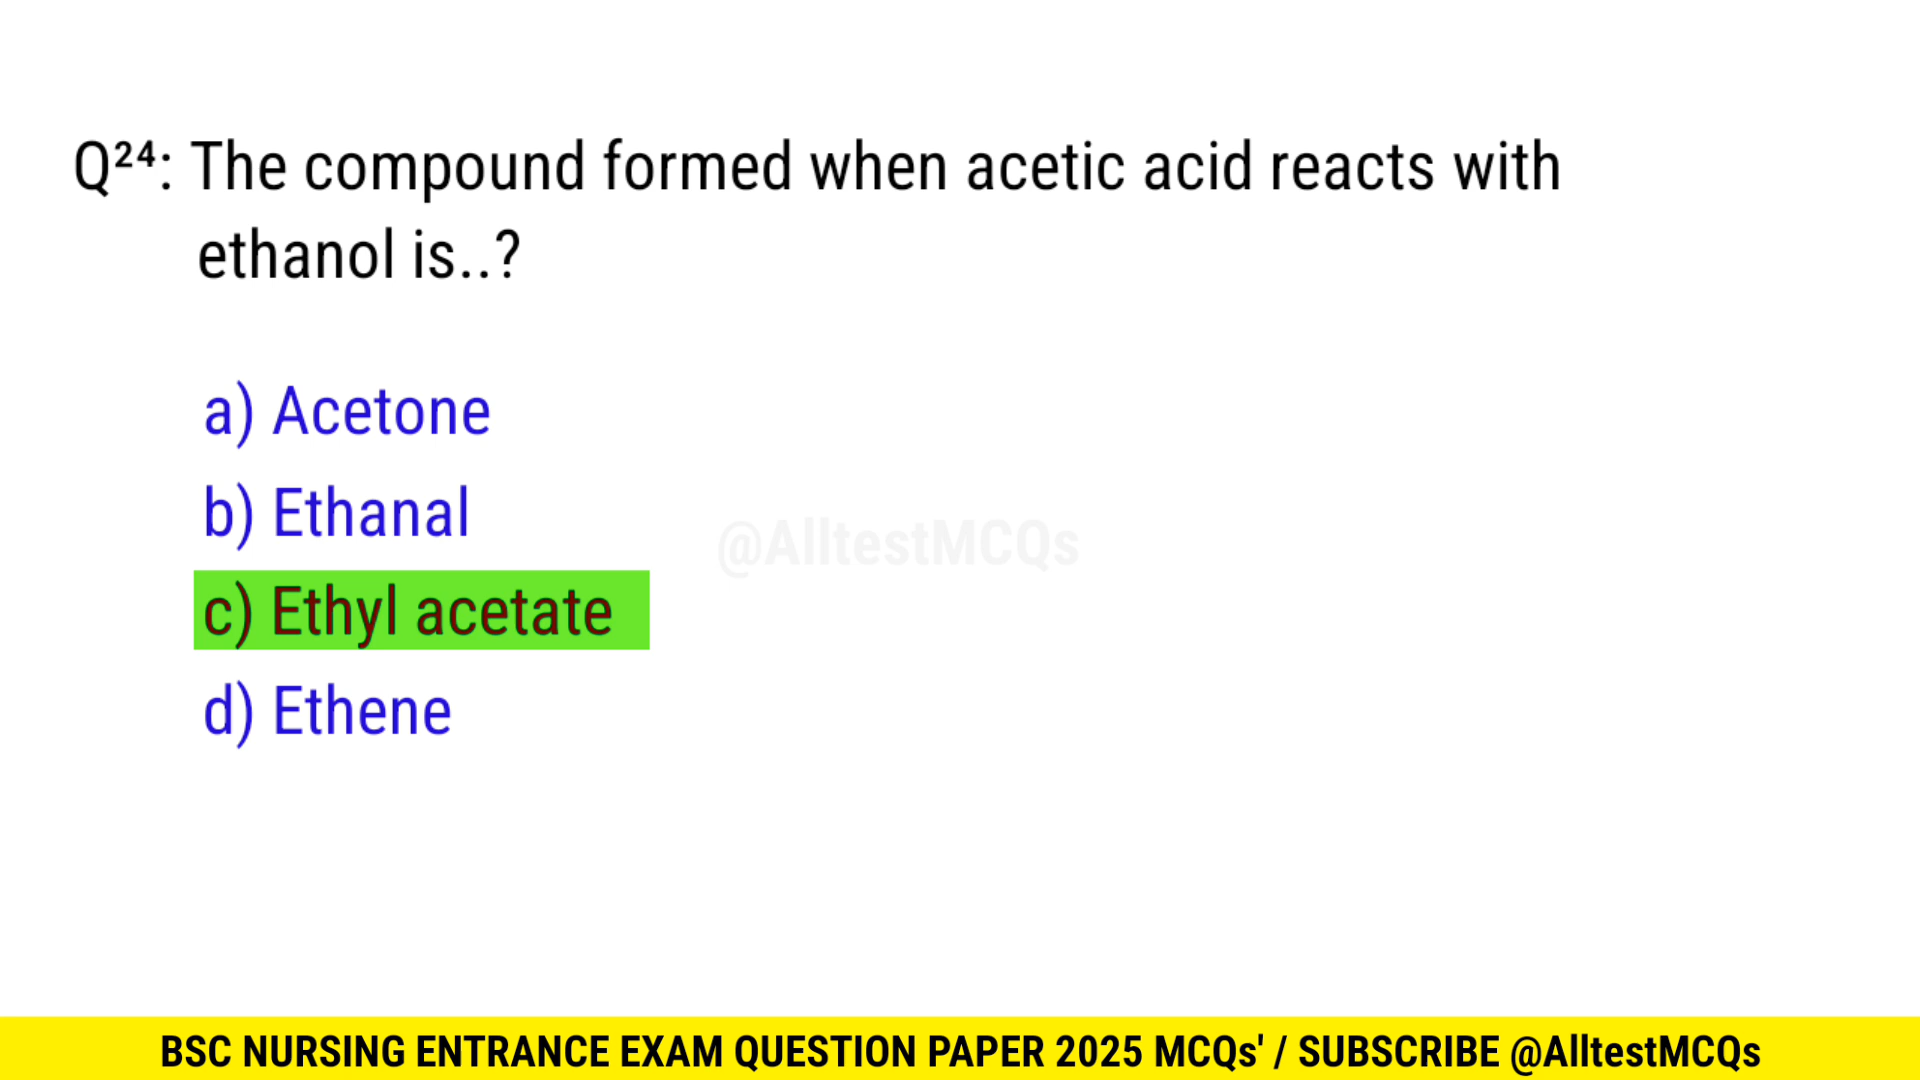 Q²⁴: The compound formed when acetic acid reacts with
ethanol is..?
a) Acetone
b) Ethanal
@AlltestMCQs
c) Ethyl acetate
d) Ethene
BSC NURSING ENTRANCE EXAM QUESTION PAPER 2025 MCQs' / SUBSCRIBE @AlltestMCQs